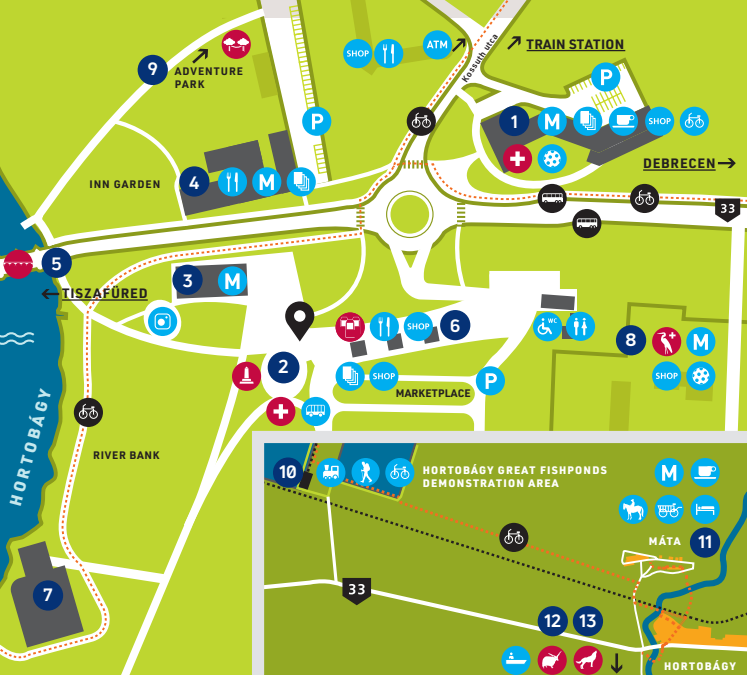 Kossuth utca
TRAIN STATION
ATM
SHOP
9
ADVENTURE
PARK
P
P
1
M
SHOP
DEBRECEN
INN GARDEN
4
M
33
5
TISZAFÜRED
3
M
SHOP
6
WC
8
M
SHOP
2
SHOP
MARKETPLACE
P
HORTOBÁGY
RIVER BANK
7
10
HORTOBÁGY GREAT FISHPONDS
DEMONSTRATION AREA
M
MÁTA
11
33
12
13
HORTOBÁGY